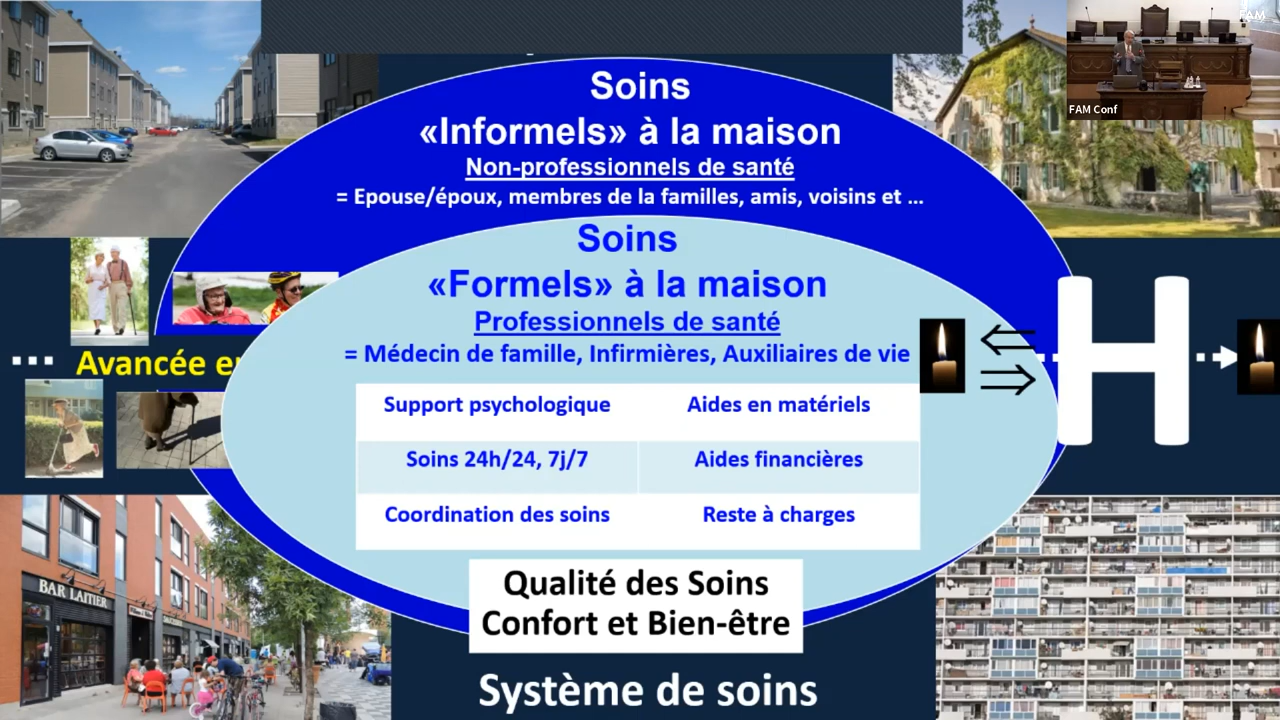 FAM
FAM Conf
Soins
«Informels» à la maison
Non-professionnels de santé
= Epouse/époux, membres de la familles, amis, voisins et ...
Soins
«Formels» à la maison
Professionnels de santé
= Médecin de famille, Infirmières, Auxiliaires de vie
... Avancée e
H
Support psychologique Aides en matériels
Soins 24h/24, 7j/7 Aides financières
Coordination des soins Reste à charges
BAR LAITIER
Qualité des Soins
Confort et Bien-être
Système de soins